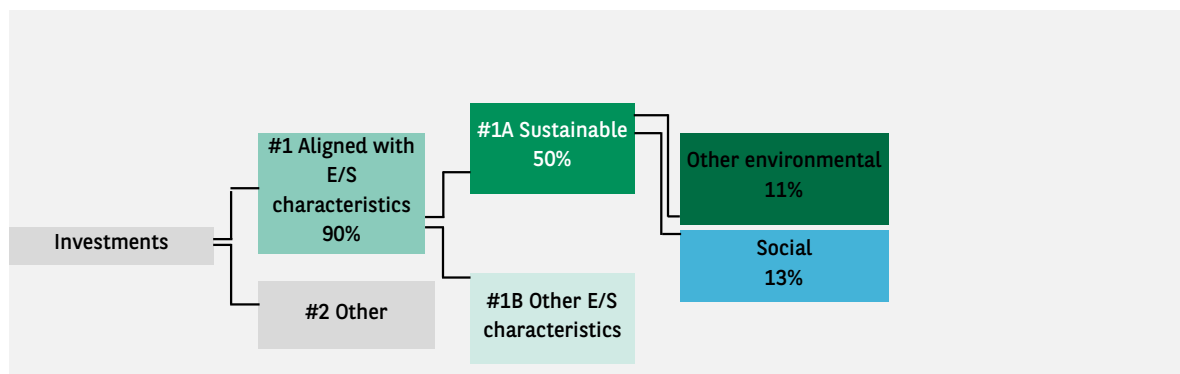 Investments
#1 Aligned with
E/S
characteristics
90%
#2 Other
#1A Sustainable
50%
#1B Other E/S
characteristics
Other environmental
11%
Social
13%